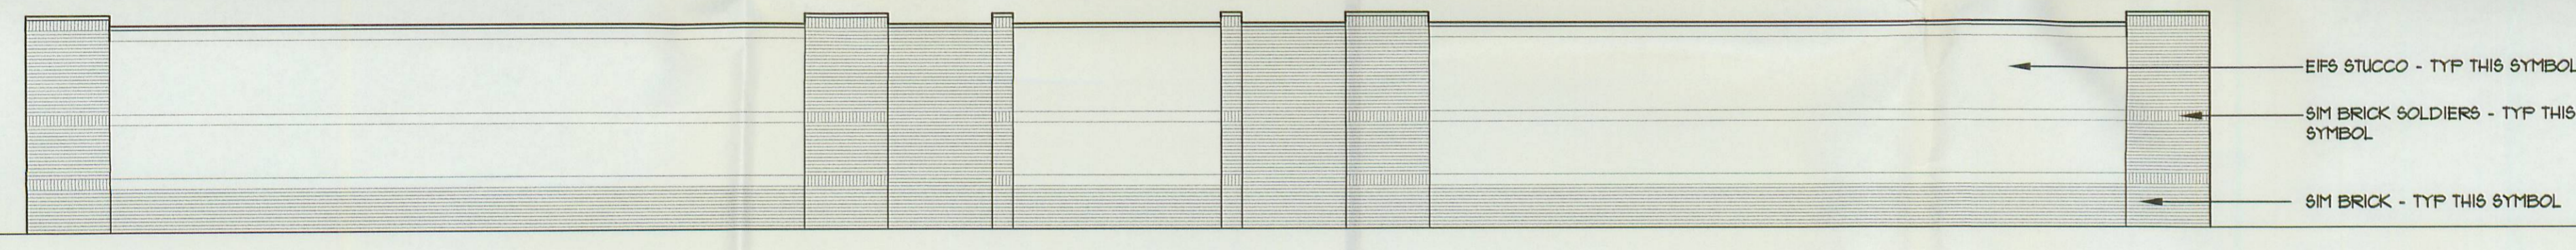 EIFS STUCCO - TYP THIS SYMBOL
SIM BRICK SOLDIERS - TYP THIS
SYMBOL
SIM BRICK - TYP THIS SYMBOL